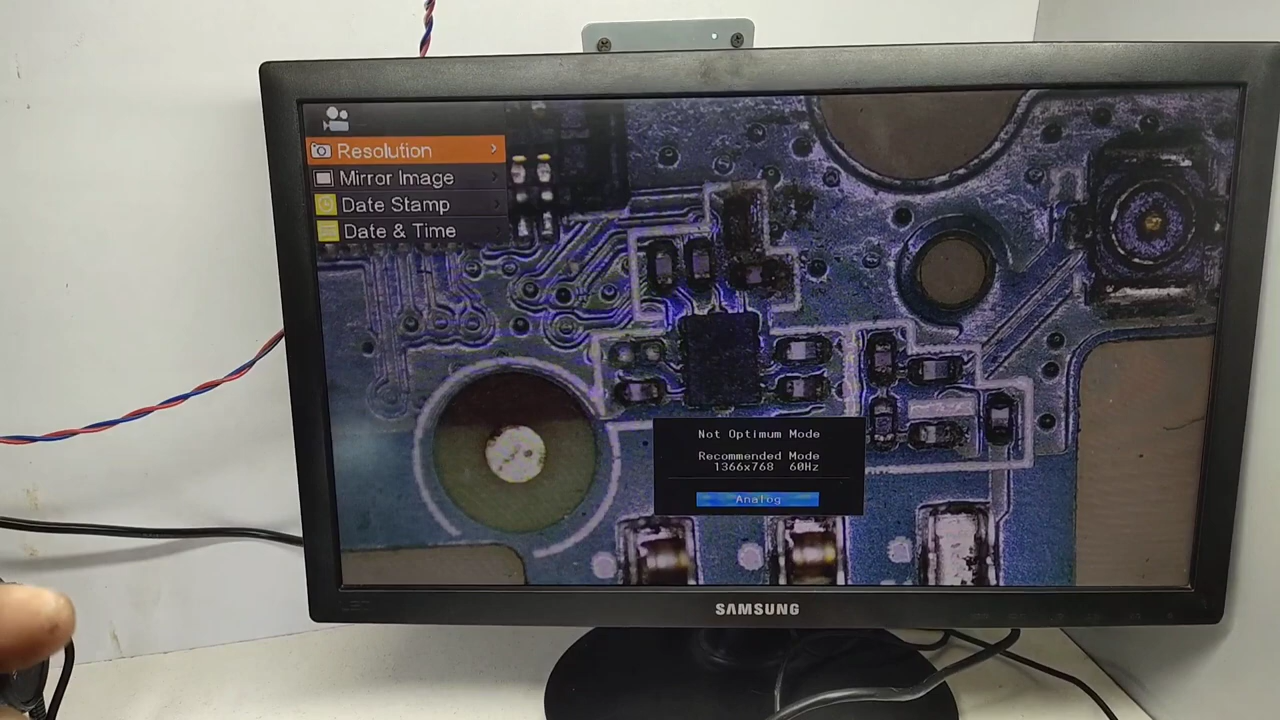 Resolution
Mirror Image
Date Stamp
Date & Time
Not Optimum Mode
Recommended Mode
1366x768 60Hz
Analog
SAMSUNG